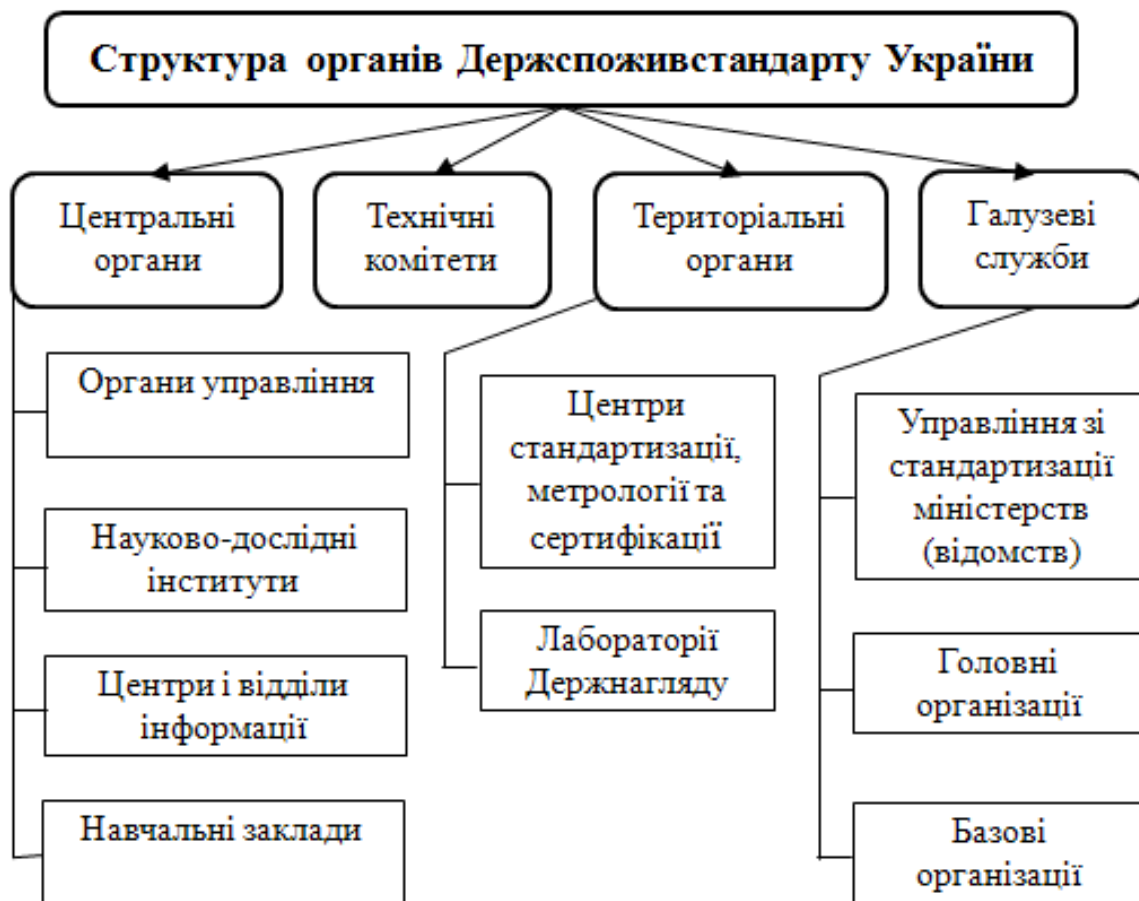 Структура органів Держспоживстандарту України
Центральні
органи
Технічні
комітети
Територіальні
органи
Галузеві
служби
Органи управління
Науково-дослідні
інститути
Центри і відділи
інформації
Навчальні заклади
Центри
стандартизації,
метрології та
сертифікації
Лабораторії
Держнагляду
Управління зі
стандартизації
міністерств
(відомств)
Головні
організації
Базові
організації